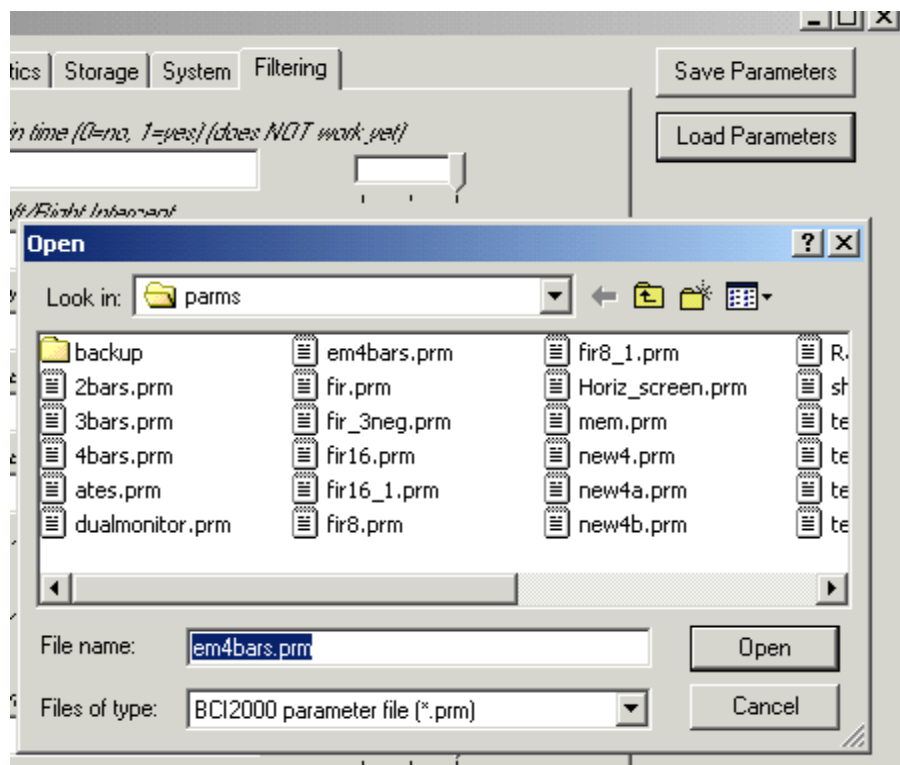 Storage System Filtering
Save Parameters
in time (0=no, 1=yes) (does NOT work yet)
Load Parameters
Open
Look in: parms
backup em4bars.prm fir8_1.prm
2bars.prm fir.prm Horiz_screen.prm
3bars.prm fir_3neg.prm mem.prm
4bars.prm fir16.prm new4.prm
ates.prm fir16_1.prm new4a.prm
dualmonitor.prm fir8.prm new4b.prm
File name: em4bars.prm Open
Files of type: BCI2000 parameter file (*.prm) Cancel